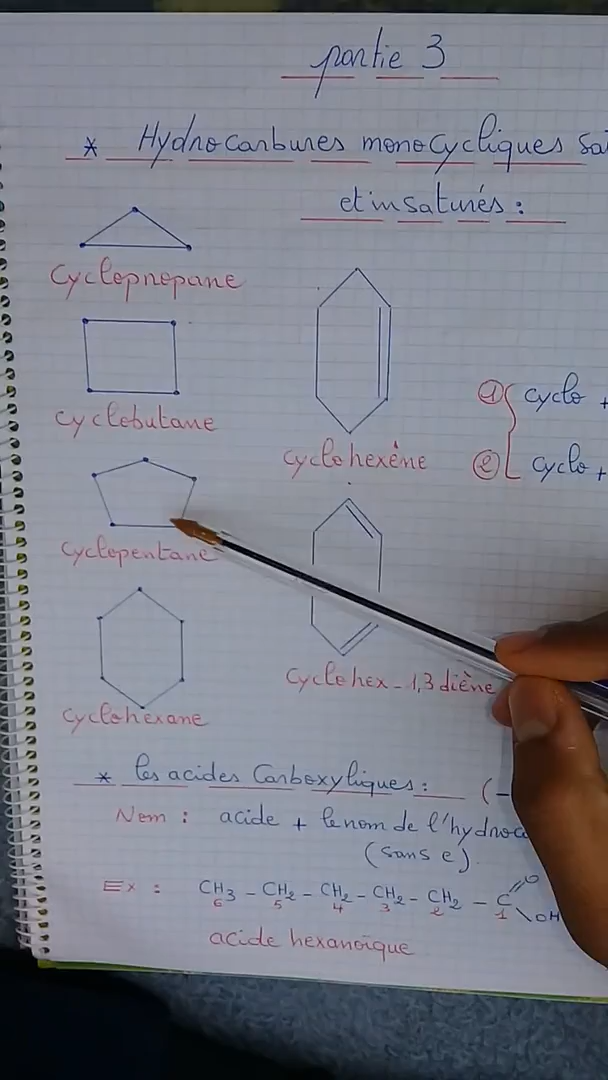 partie 3
* Hydrocarbures monocycliques
et insaturés :
cyclopropane
cyclobutane
cyclopentane
cyclohexane
cyclohexène
cyclohex-1,3 diène
① cyclo +
② cyclo +
* les acides Carboxyliques : (-
Nom : acide + le nom de l'hydroc
(sans e).
Ex : CH3 - CH2 - CH2 - CH2 - CH2 - C O
OH
6 5 4 3 2 1
acide hexanoïque